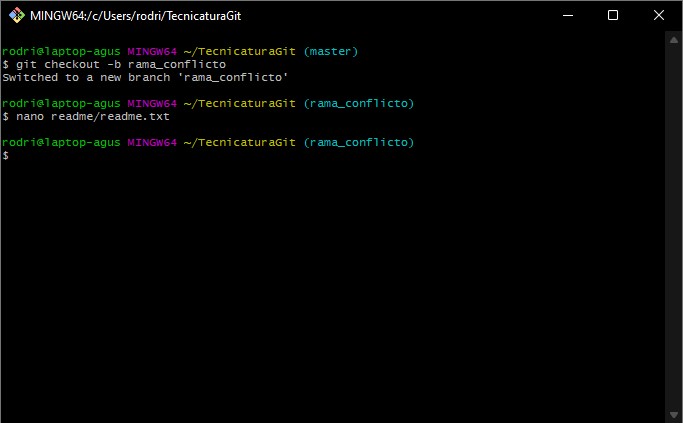 MINGW64:/c/Users/rodri/TecnicaturaGit
rodri@laptop-agus MINGW64 ~/TecnicaturaGit (master)
$ git checkout -b rama_conflicto
Switched to a new branch 'rama_conflicto'
rodri@laptop-agus MINGW64 ~/TecnicaturaGit (rama_conflicto)
$ nano readme/readme.txt
rodri@laptop-agus MINGW64 ~/TecnicaturaGit (rama_conflicto)
$